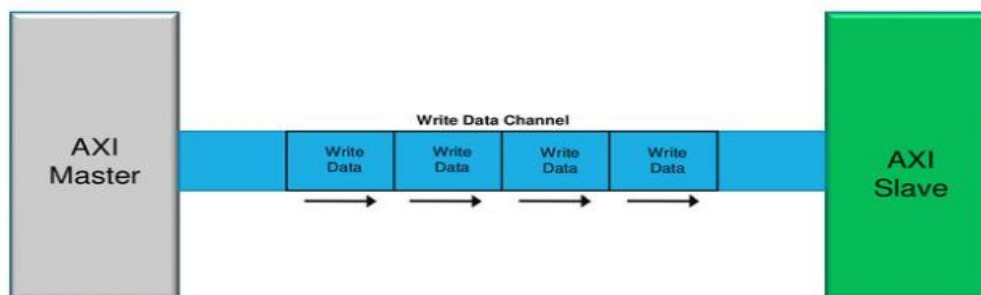 Write Data Channel
AXI
Master
Write
Data
Write
Data
Write
Data
Write
Data
AXI
Slave